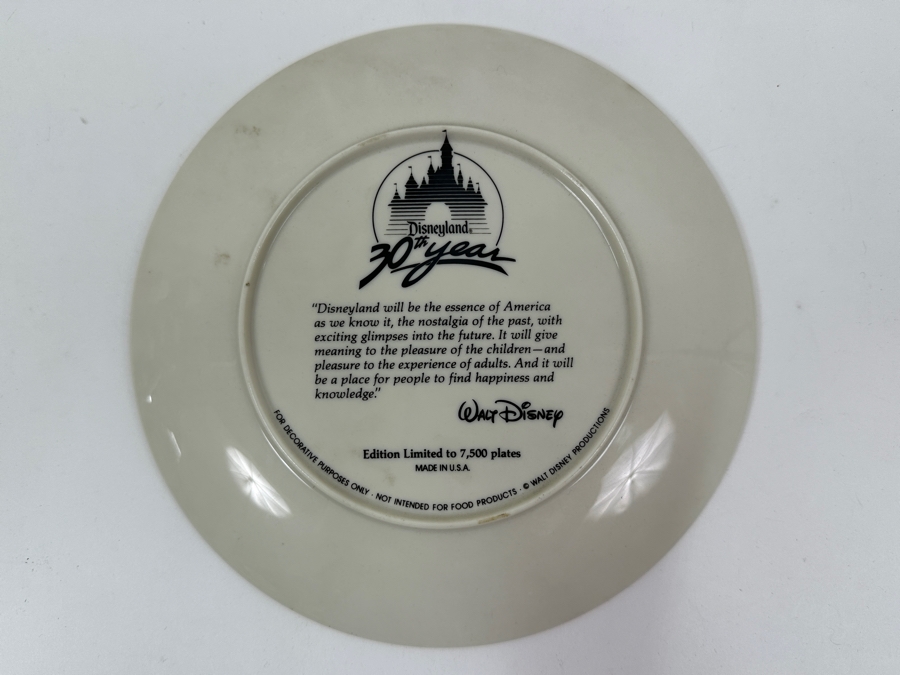 Disneyland®
30th year
"Disneyland will be the essence of America
as we know it, the nostalgia of the past, with
exciting glimpses into the future. It will give
meaning to the pleasure of the children—and
pleasure to the experience of adults. And it will
be a place for people to find happiness and
knowledge."
WALT DISNEY
Edition Limited to 7,500 plates
MADE IN U.S.A.
FOR DECORATIVE PURPOSES ONLY · NOT INTENDED FOR FOOD PRODUCTS · © WALT DISNEY PRODUCTIONS